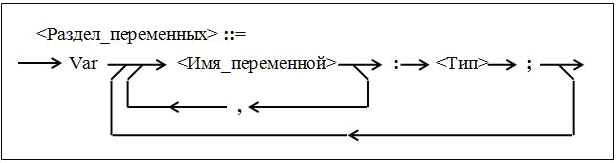 <Раздел_переменных> ::=
Var <Имя_переменной> : <Тип> ;
,